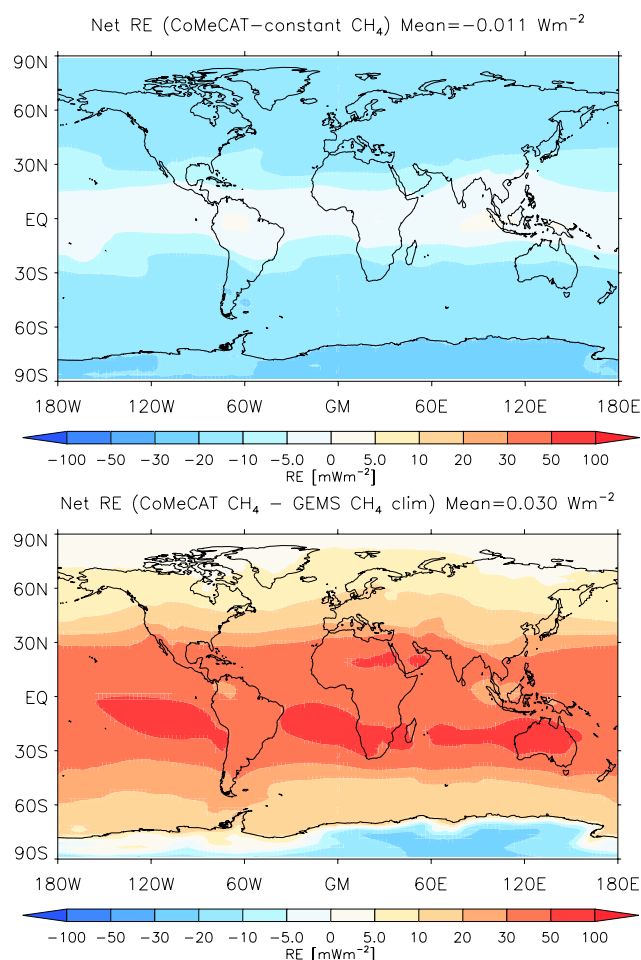 Net RE (CoMeCAT−constant CH₄) Mean=−0.011 Wm⁻²
90N
60N
30N
EQ
30S
60S
90S
180W 120W 60W GM 60E 120E 180E
-100 -50 -30 -20 -10 -5.0 0 5.0 10 20 30 50 100
RE [mWm⁻²]
Net RE (CoMeCAT CH₄ − GEMS CH₄ clim) Mean=0.030 Wm⁻²
90N
60N
30N
EQ
30S
60S
90S
180W 120W 60W GM 60E 120E 180E
-100 -50 -30 -20 -10 -5.0 0 5.0 10 20 30 50 100
RE [mWm⁻²]